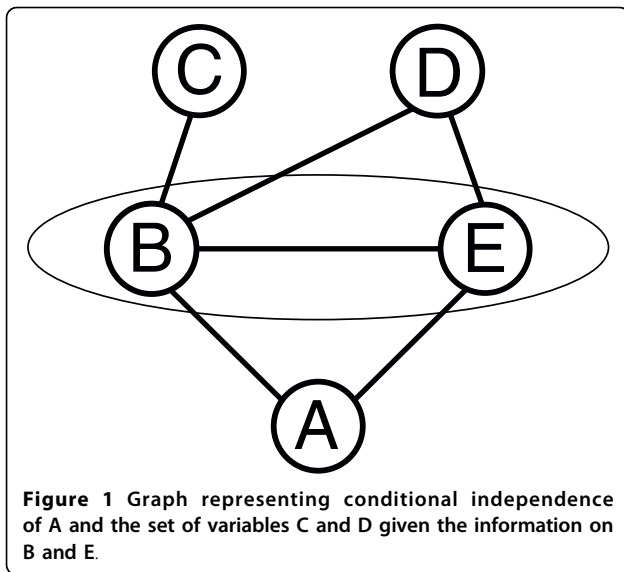 C D
B E
A
Figure 1 Graph representing conditional independence
of A and the set of variables C and D given the information on
B and E.